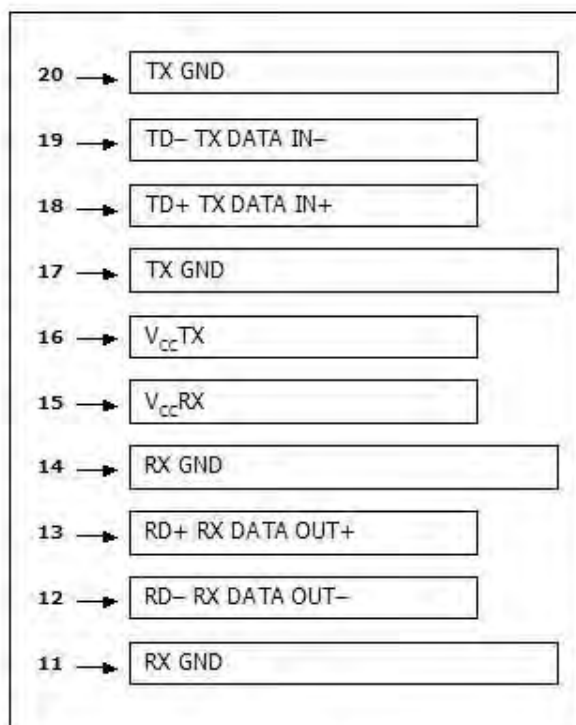 20 TX GND
19 TD– TX DATA IN–
18 TD+ TX DATA IN+
17 TX GND
16 VCCTX
15 VCCRX
14 RX GND
13 RD+ RX DATA OUT+
12 RD– RX DATA OUT–
11 RX GND